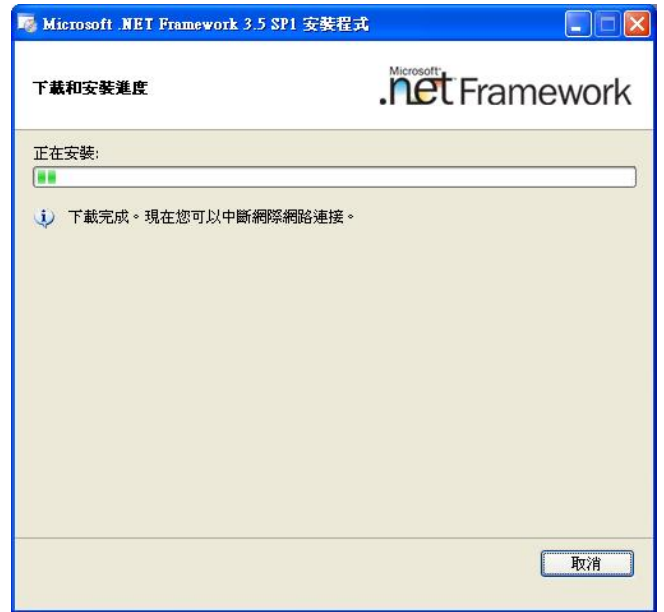 Microsoft .NET Framework 3.5 SP1 安裝程式
下載和安裝進度
Microsoft
.net Framework
正在安裝:
下載完成。現在您可以中斷網際網路連接。
取消